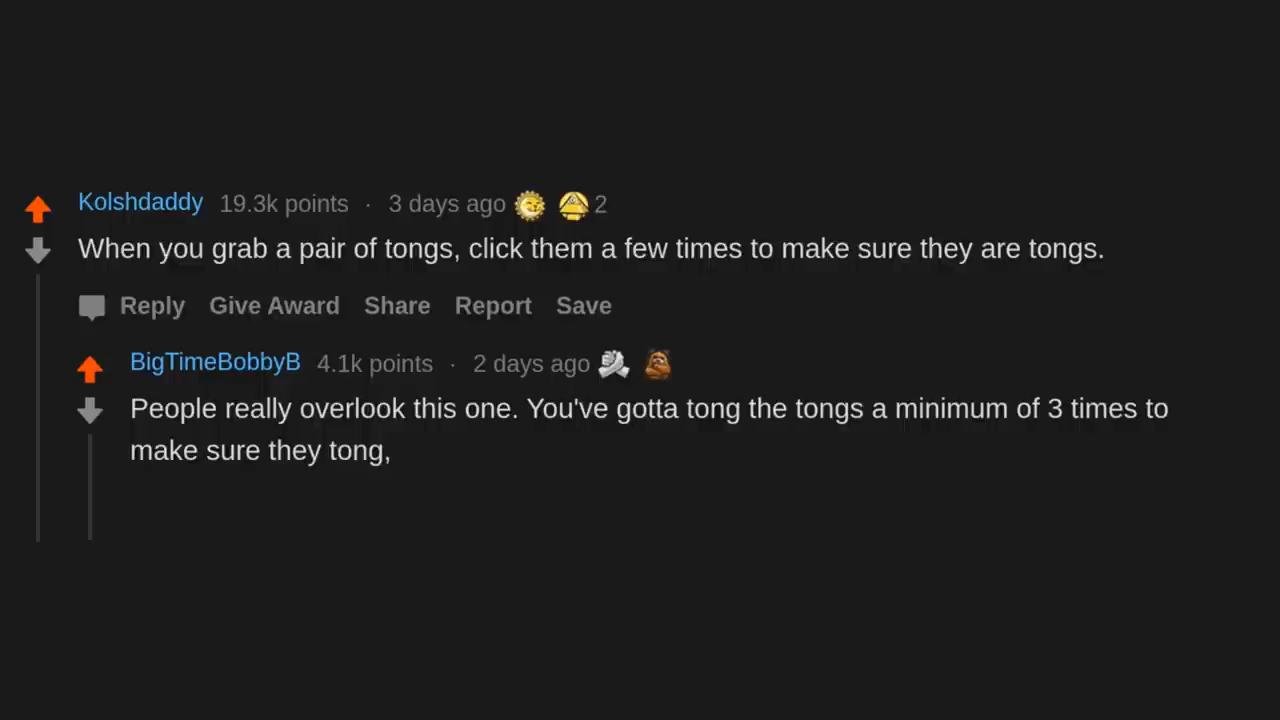 Kolshdaddy 19.3k points · 3 days ago 2
When you grab a pair of tongs, click them a few times to make sure they are tongs.
Reply Give Award Share Report Save
BigTimeBobbyB 4.1k points · 2 days ago
People really overlook this one. You've gotta tong the tongs a minimum of 3 times to
make sure they tong,